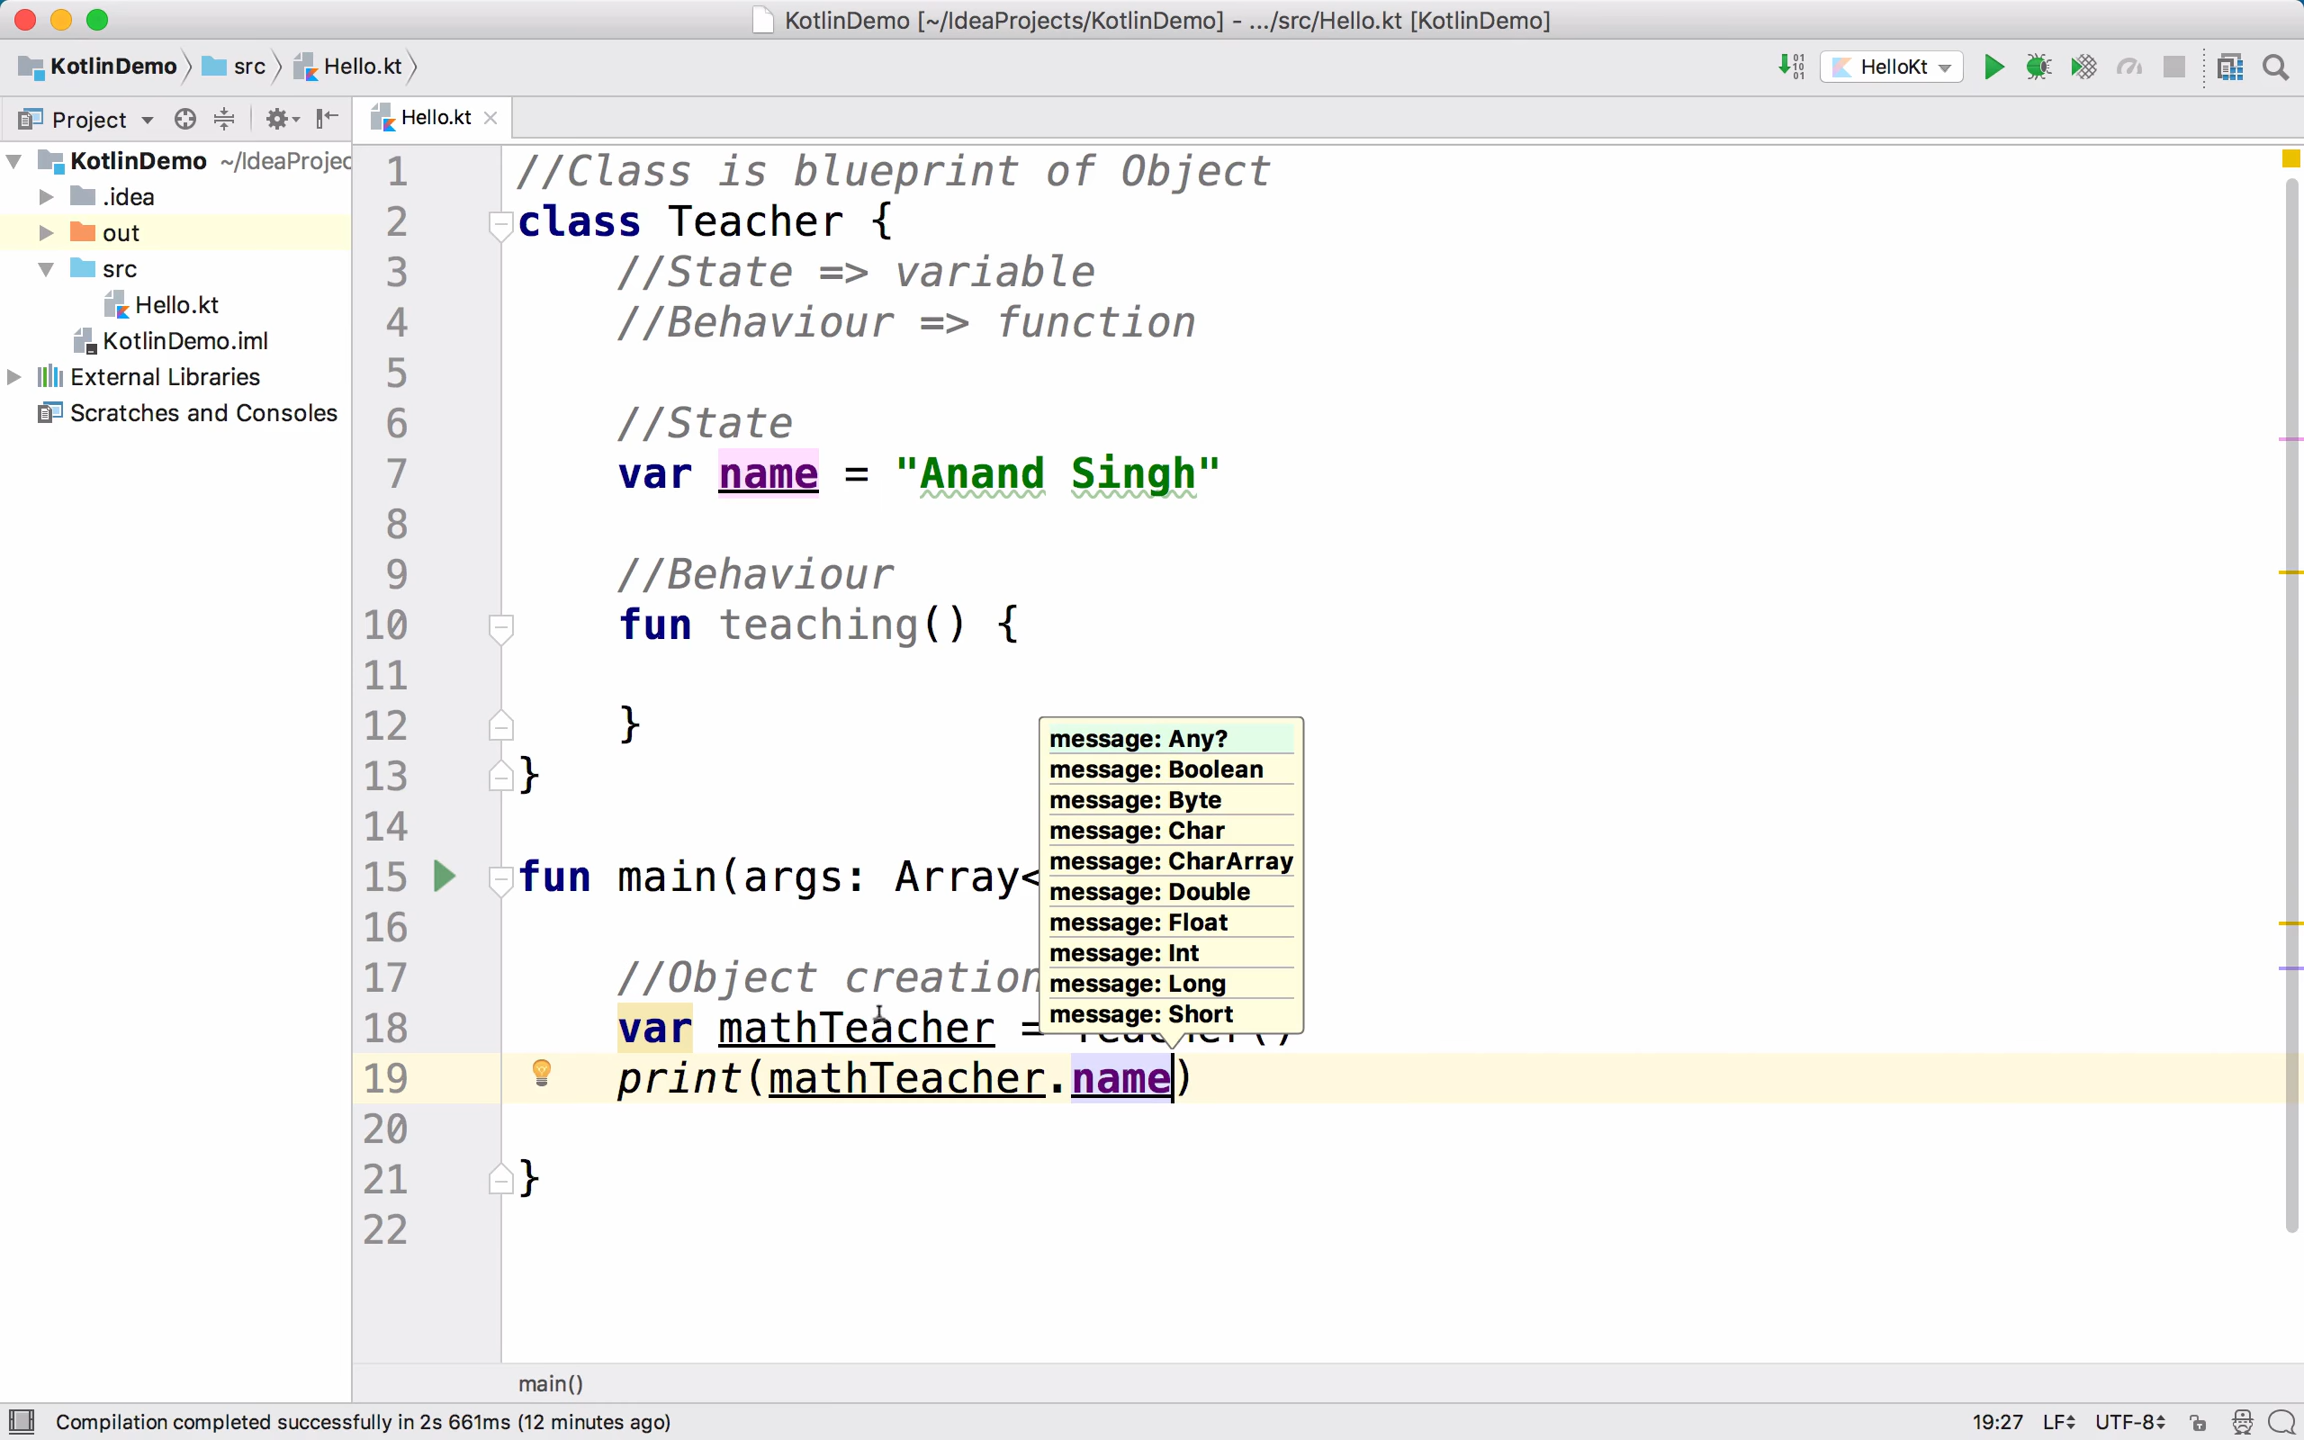 KotlinDemo [~/IdeaProjects/KotlinDemo] - .../src/Hello.kt [KotlinDemo]
KotlinDemo src Hello.kt
HelloKt
Project
Hello.kt
KotlinDemo ~/IdeaProjec
.idea
out
src
Hello.kt
KotlinDemo.iml
External Libraries
Scratches and Consoles
1 //Class is blueprint of Object
2 class Teacher {
3 //State => variable
4 //Behaviour => function
5
6 //State
7 var name = "Anand Singh"
8
9 //Behaviour
10 fun teaching() {
11
12 }
13 }
14
15 fun main(args: Array<
16
17 //Object creation
18 var mathTeacher = Teacher()
19 print(mathTeacher.name)
20
21 }
22
message: Any?
message: Boolean
message: Byte
message: Char
message: CharArray
message: Double
message: Float
message: Int
message: Long
message: Short
main()
Compilation completed successfully in 2s 661ms (12 minutes ago)
19:27 LF UTF-8